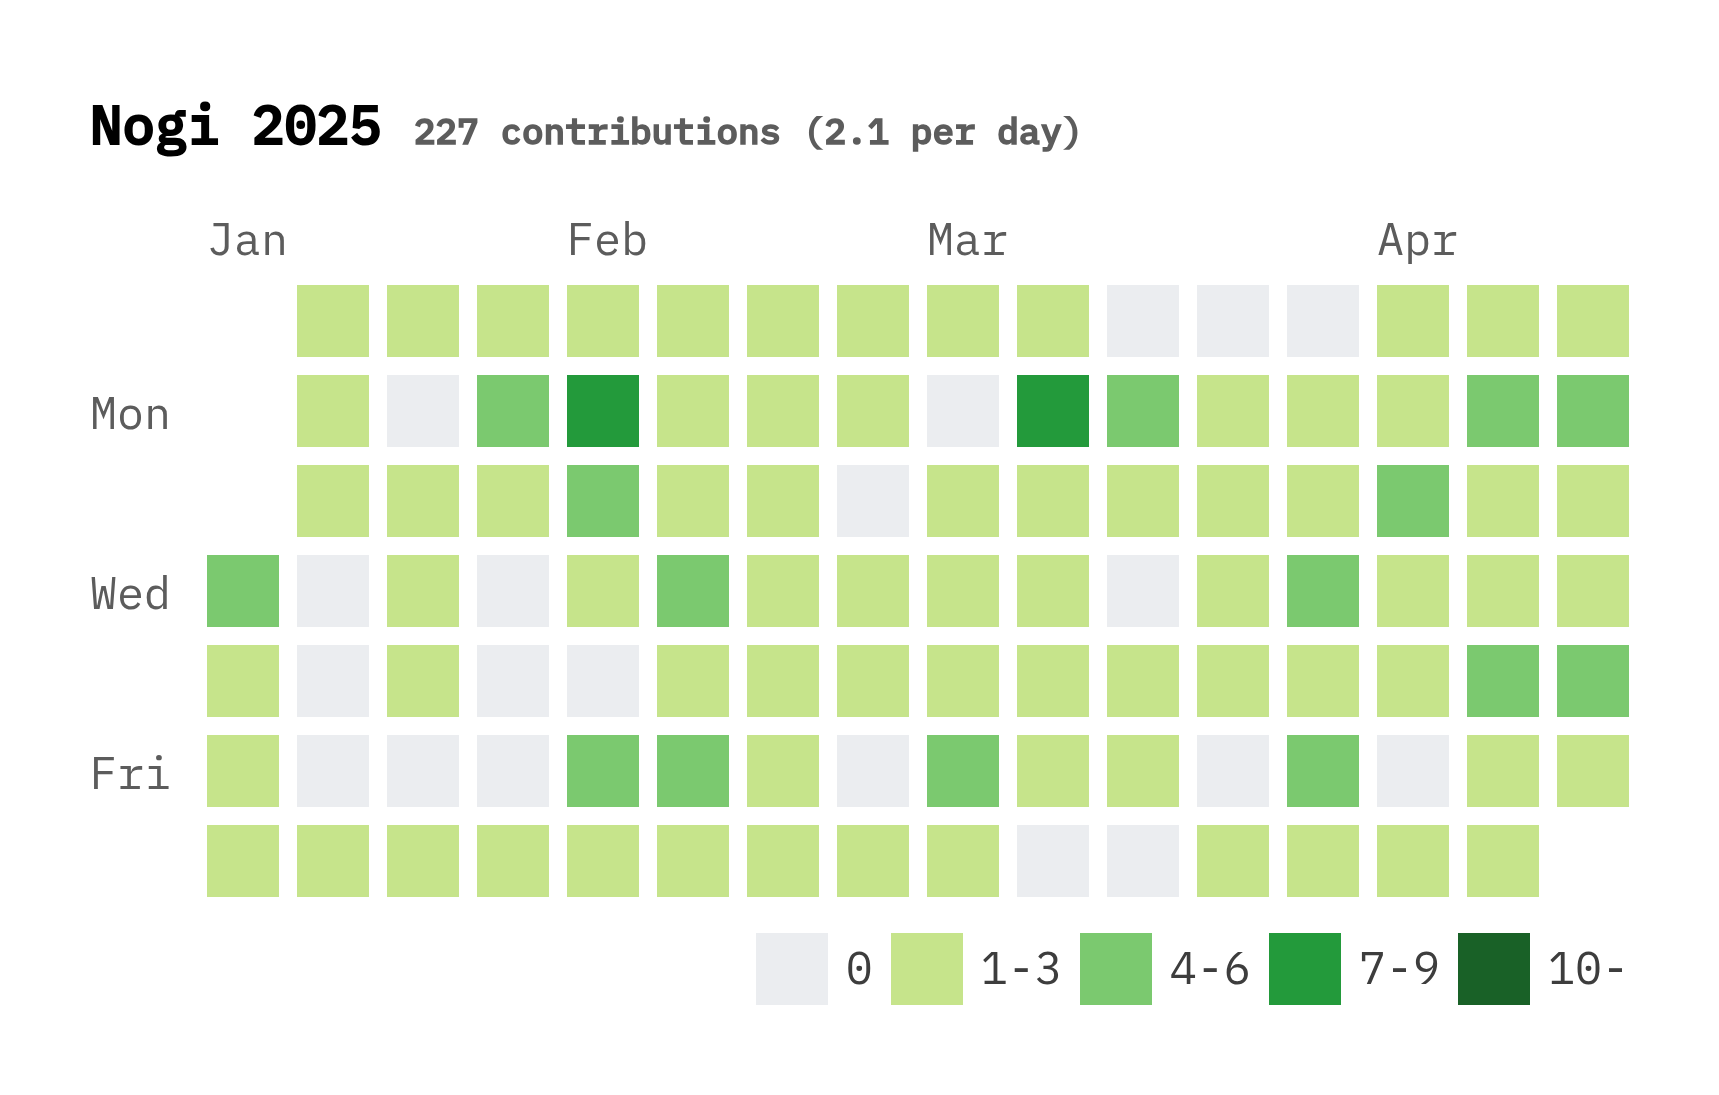 Nogi 2025 227 contributions (2.1 per day)
Jan Feb Mar Apr
Mon
Wed
Fri
0 1-3 4-6 7-9 10-